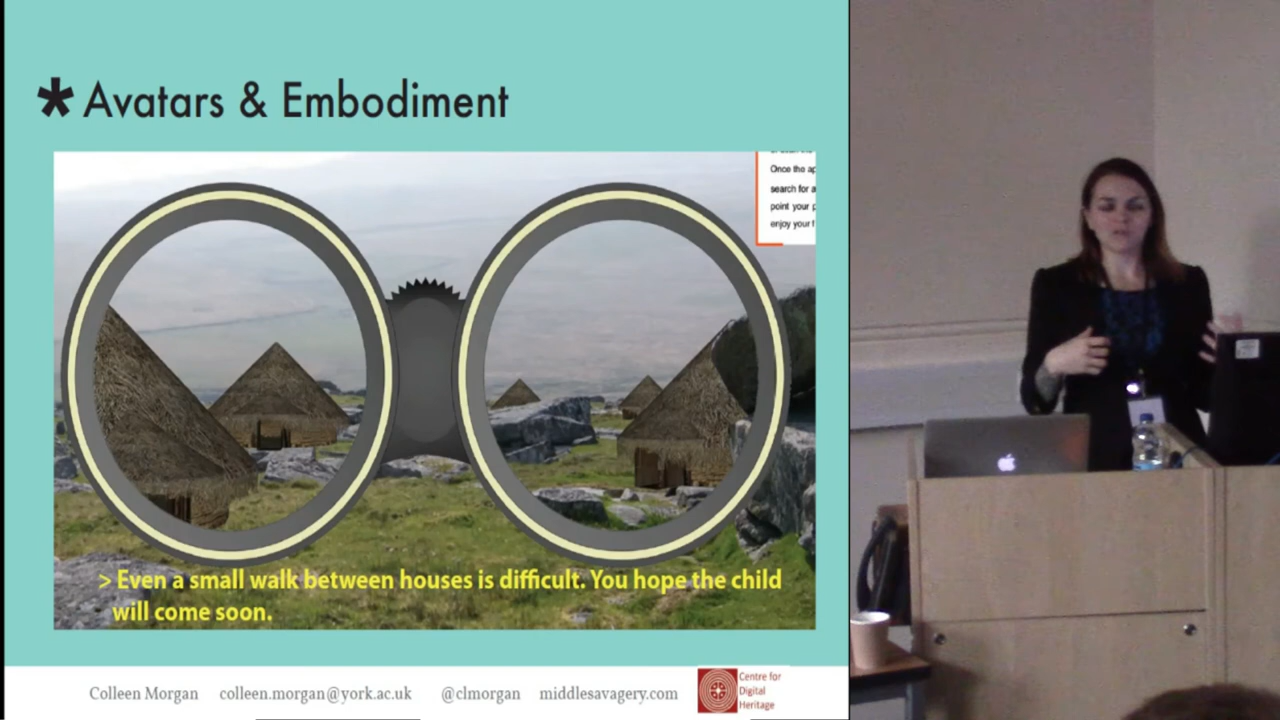 * Avatars & Embodiment
Once the ap
search for a
point your p
enjoy your f
> Even a small walk between houses is difficult. You hope the child
will come soon.
Colleen Morgan colleen.morgan@york.ac.uk @clmorgan middlesavagery.com
Centre for
Digital
Heritage